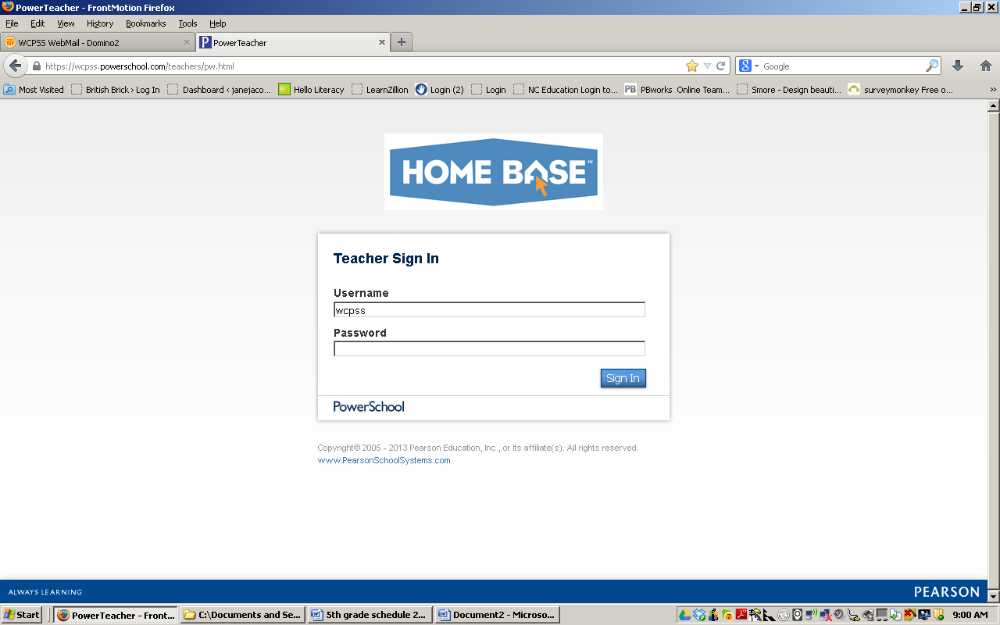 PowerTeacher - FrontMotion Firefox
File Edit View History Bookmarks Tools Help
WCPSS WebMail - Domino2 PowerTeacher
https://wcpss.powerschool.com/teachers/pw.html Google
Most Visited British Brick › Log In Dashboard ‹ janejaco... Hello Literacy LearnZillion Login (2) Login NC Education Login to... PB PBworks Online Team... Smore - Design beauti... surveymonkey Free o... »
HOME BASE SM
Teacher Sign In
Username
wcpss
Password
Sign In
PowerSchool
Copyright© 2005 - 2013 Pearson Education, Inc., or its affiliate(s). All rights reserved.
www.PearsonSchoolSystems.com
ALWAYS LEARNING PEARSON
Start PowerTeacher - Front... C:\Documents and Se... 5th grade schedule 2... Document2 - Microso... 9:00 AM